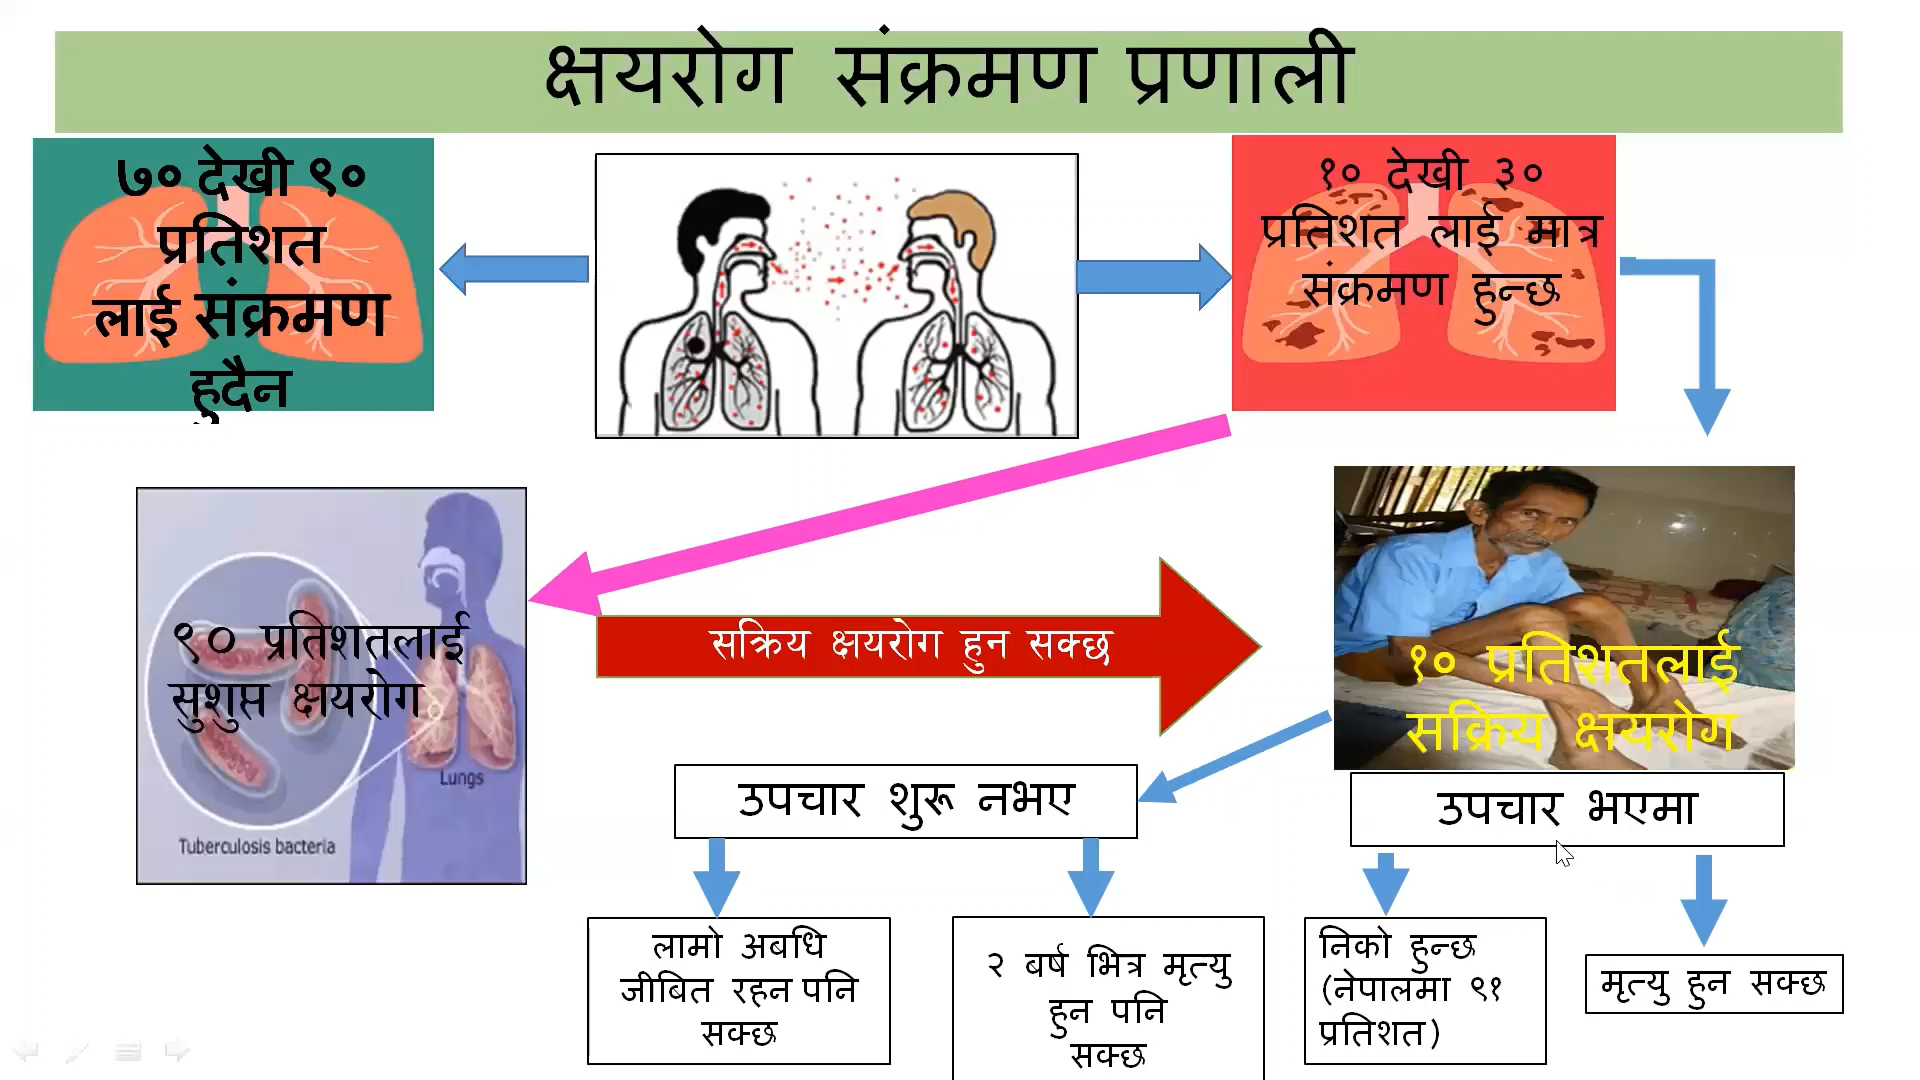 क्षयरोग संक्रमण प्रणाली
७० देखी ९०
प्रतिशत
लाई संक्रमण
हुदैन
१० देखी ३०
प्रतिशत लाई मात्र
संक्रमण हुन्छ
९० प्रतिशतलाई
सुशुप्त क्षयरोग
Lungs
Tuberculosis bacteria
सक्रिय क्षयरोग हुन सक्छ
१० प्रतिशतलाई
सक्रिय क्षयरोग
उपचार शुरू नभए
उपचार भएमा
लामो अबधि
जीबित रहन पनि
सक्छ
२ बर्ष भित्र मृत्यु
हुन पनि
सक्छ
निको हुन्छ
(नेपालमा ९१
प्रतिशत)
मृत्यु हुन सक्छ